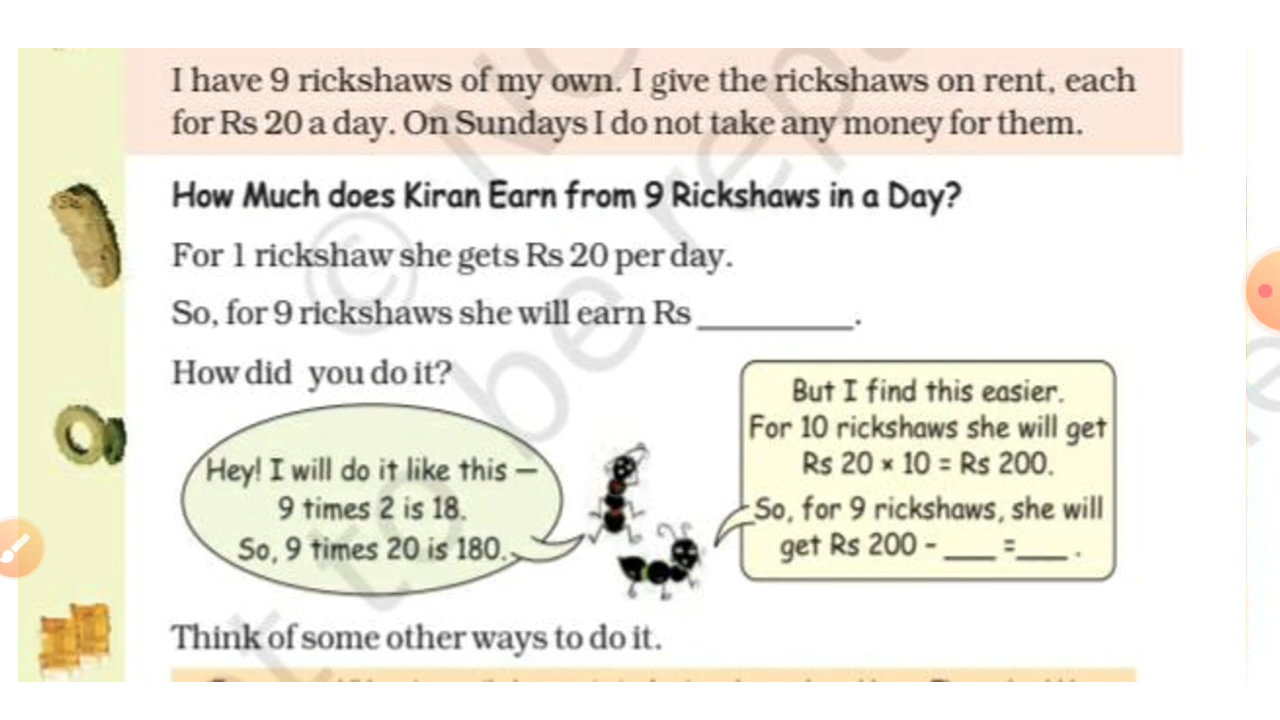 I have 9 rickshaws of my own. I give the rickshaws on rent, each
for Rs 20 a day. On Sundays I do not take any money for them.
How Much does Kiran Earn from 9 Rickshaws in a Day?
For 1 rickshaw she gets Rs 20 per day.
So, for 9 rickshaws she will earn Rs __________.
How did you do it?
Hey! I will do it like this –
9 times 2 is 18.
So, 9 times 20 is 180.
But I find this easier.
For 10 rickshaws she will get
Rs 20 × 10 = Rs 200.
So, for 9 rickshaws, she will
get Rs 200 - ____ =____ .
Think of some other ways to do it.